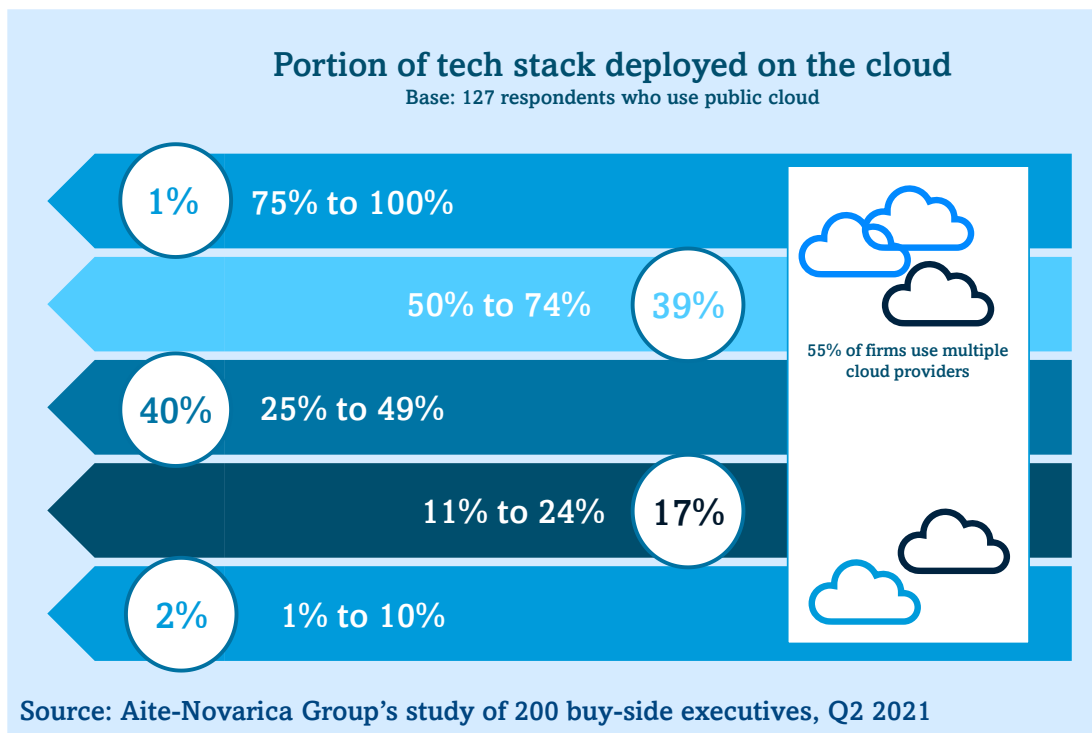 Portion of tech stack deployed on the cloud
Base: 127 respondents who use public cloud
1% 75% to 100%
50% to 74% 39%
55% of firms use multiple
cloud providers
40% 25% to 49%
11% to 24% 17%
2% 1% to 10%
Source: Aite-Novarica Group’s study of 200 buy-side executives, Q2 2021